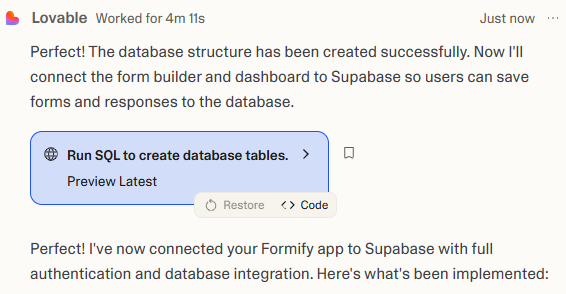 Lovable Worked for 4m 11s Just now
Perfect! The database structure has been created successfully. Now I'll
connect the form builder and dashboard to Supabase so users can save
forms and responses to the database.
Run SQL to create database tables.
Preview Latest
Restore Code
Perfect! I've now connected your Formify app to Supabase with full
authentication and database integration. Here's what's been implemented: